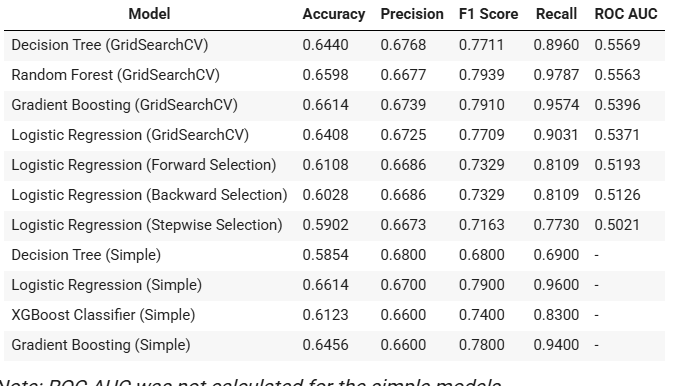 Model Accuracy Precision F1 Score Recall ROC AUC
Decision Tree (GridSearchCV) 0.6440 0.6768 0.7711 0.8960 0.5569
Random Forest (GridSearchCV) 0.6598 0.6677 0.7939 0.9787 0.5563
Gradient Boosting (GridSearchCV) 0.6614 0.6739 0.7910 0.9574 0.5396
Logistic Regression (GridSearchCV) 0.6408 0.6725 0.7709 0.9031 0.5371
Logistic Regression (Forward Selection) 0.6108 0.6686 0.7329 0.8109 0.5193
Logistic Regression (Backward Selection) 0.6028 0.6686 0.7329 0.8109 0.5126
Logistic Regression (Stepwise Selection) 0.5902 0.6673 0.7163 0.7730 0.5021
Decision Tree (Simple) 0.5854 0.6800 0.6800 0.6900 -
Logistic Regression (Simple) 0.6614 0.6700 0.7900 0.9600 -
XGBoost Classifier (Simple) 0.6123 0.6600 0.7400 0.8300 -
Gradient Boosting (Simple) 0.6456 0.6600 0.7800 0.9400 -
Note: ROC AUC was not calculated for the simple models